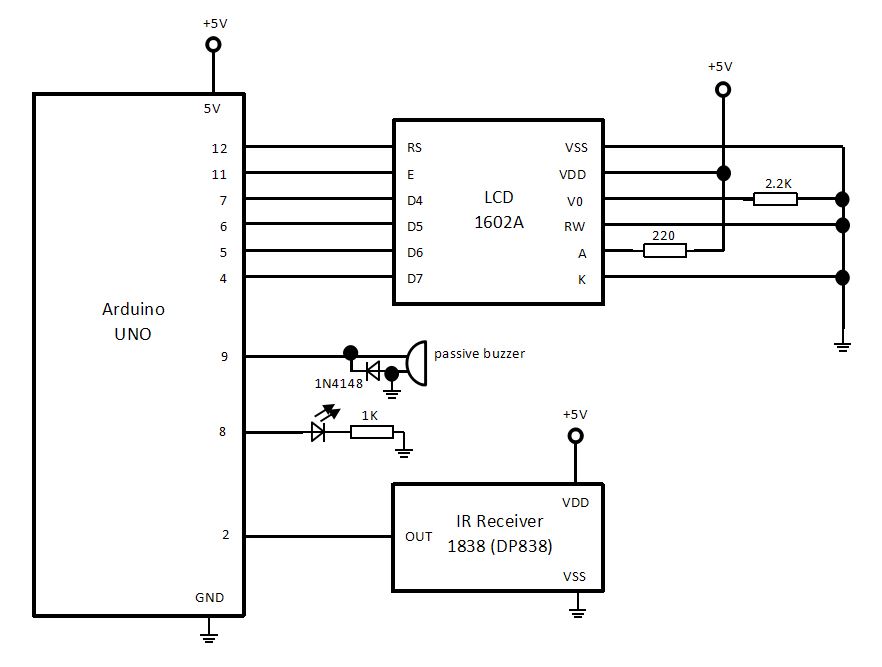 +5V
+5V
5V
12
RS
VSS
11
E
VDD
LCD
1602A
2.2K
7
D4
V0
6
D5
RW
220
5
D6
A
4
D7
K
Arduino
UNO
9
passive buzzer
1N4148
8
1K
+5V
VDD
IR Receiver
1838 (DP838)
2
OUT
VSS
GND